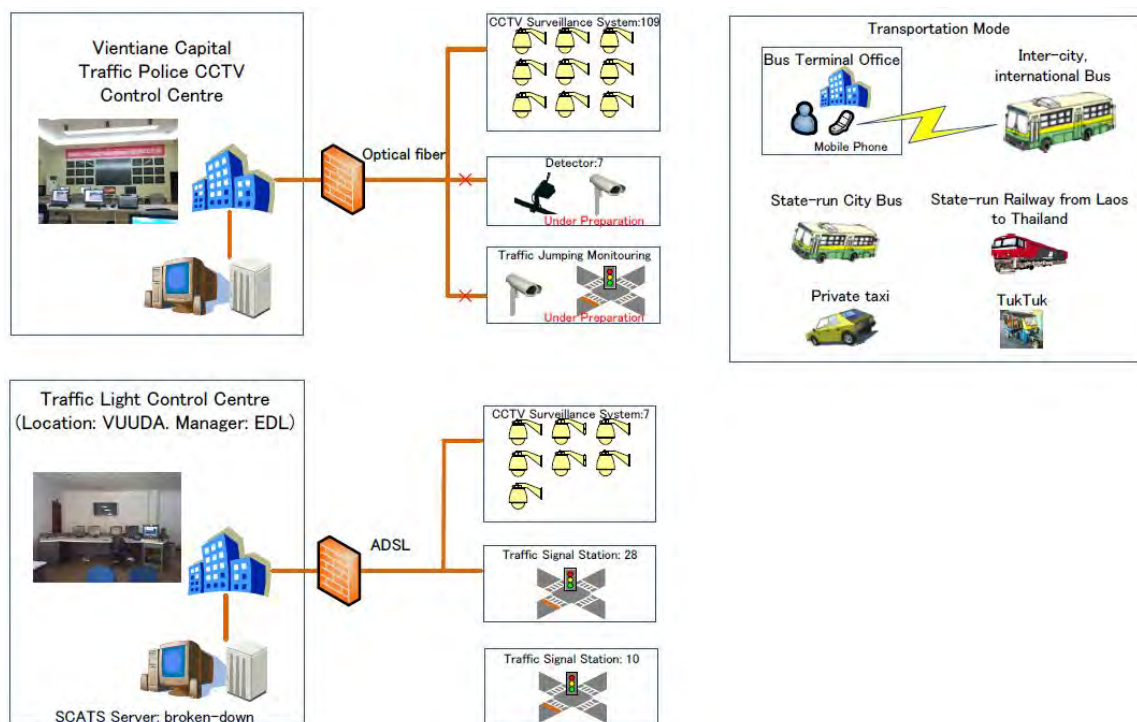 Vientiane Capital
Traffic Police CCTV
Control Centre
Optical fiber
CCTV Surveillance System:109
Detector:7
Under Preparation
Traffic Jumping Monitouring
Under Preparation
Transportation Mode
Bus Terminal Office
Mobile Phone
Inter-city,
international Bus
State-run City Bus
State-run Railway from Laos
to Thailand
Private taxi
TukTuk
Traffic Light Control Centre
(Location: VUUDA. Manager: EDL)
SCATS Server: broken-down
ADSL
CCTV Surveillance System:7
Traffic Signal Station: 28
Traffic Signal Station: 10